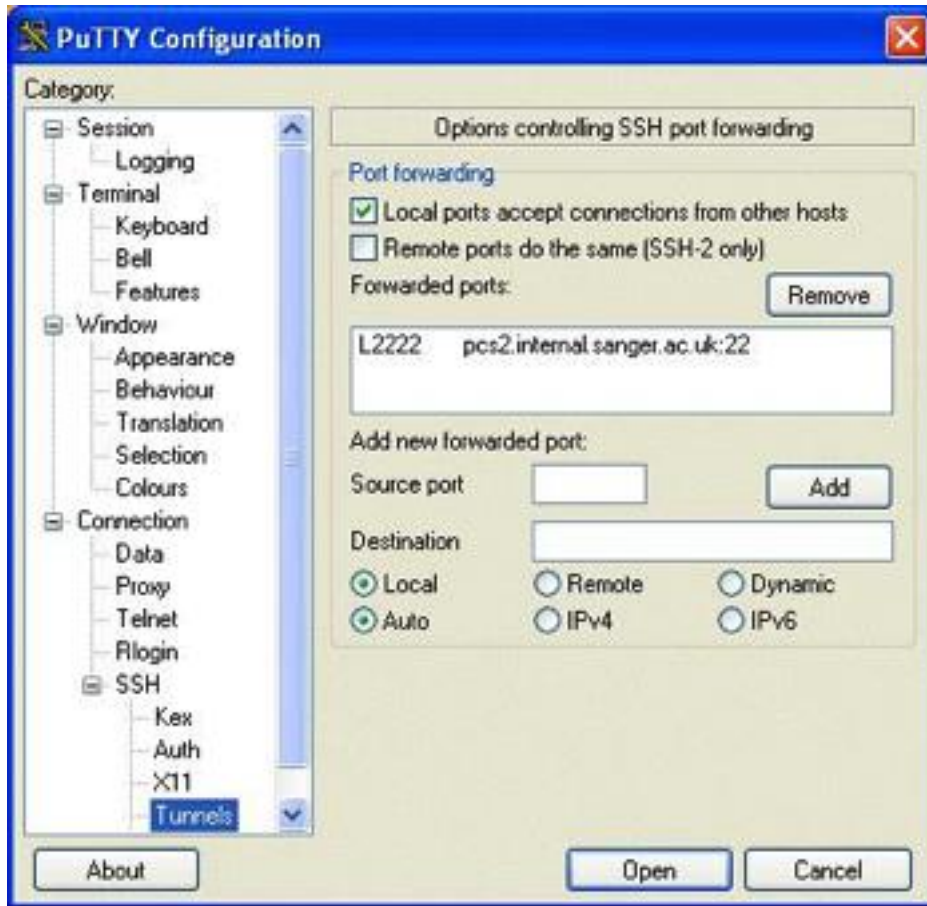 PuTTY Configuration
Category:
Session
Logging
Terminal
Keyboard
Bell
Features
Window
Appearance
Behaviour
Translation
Selection
Colours
Connection
Data
Proxy
Telnet
Rlogin
SSH
Kex
Auth
X11
Tunnels
Options controlling SSH port forwarding
Port forwarding
Local ports accept connections from other hosts
Remote ports do the same (SSH-2 only)
Forwarded ports:
Remove
L2222 pcs2.internal.sanger.ac.uk:22
Add new forwarded port:
Source port
Add
Destination
Local Remote Dynamic
Auto IPv4 IPv6
About
Open
Cancel